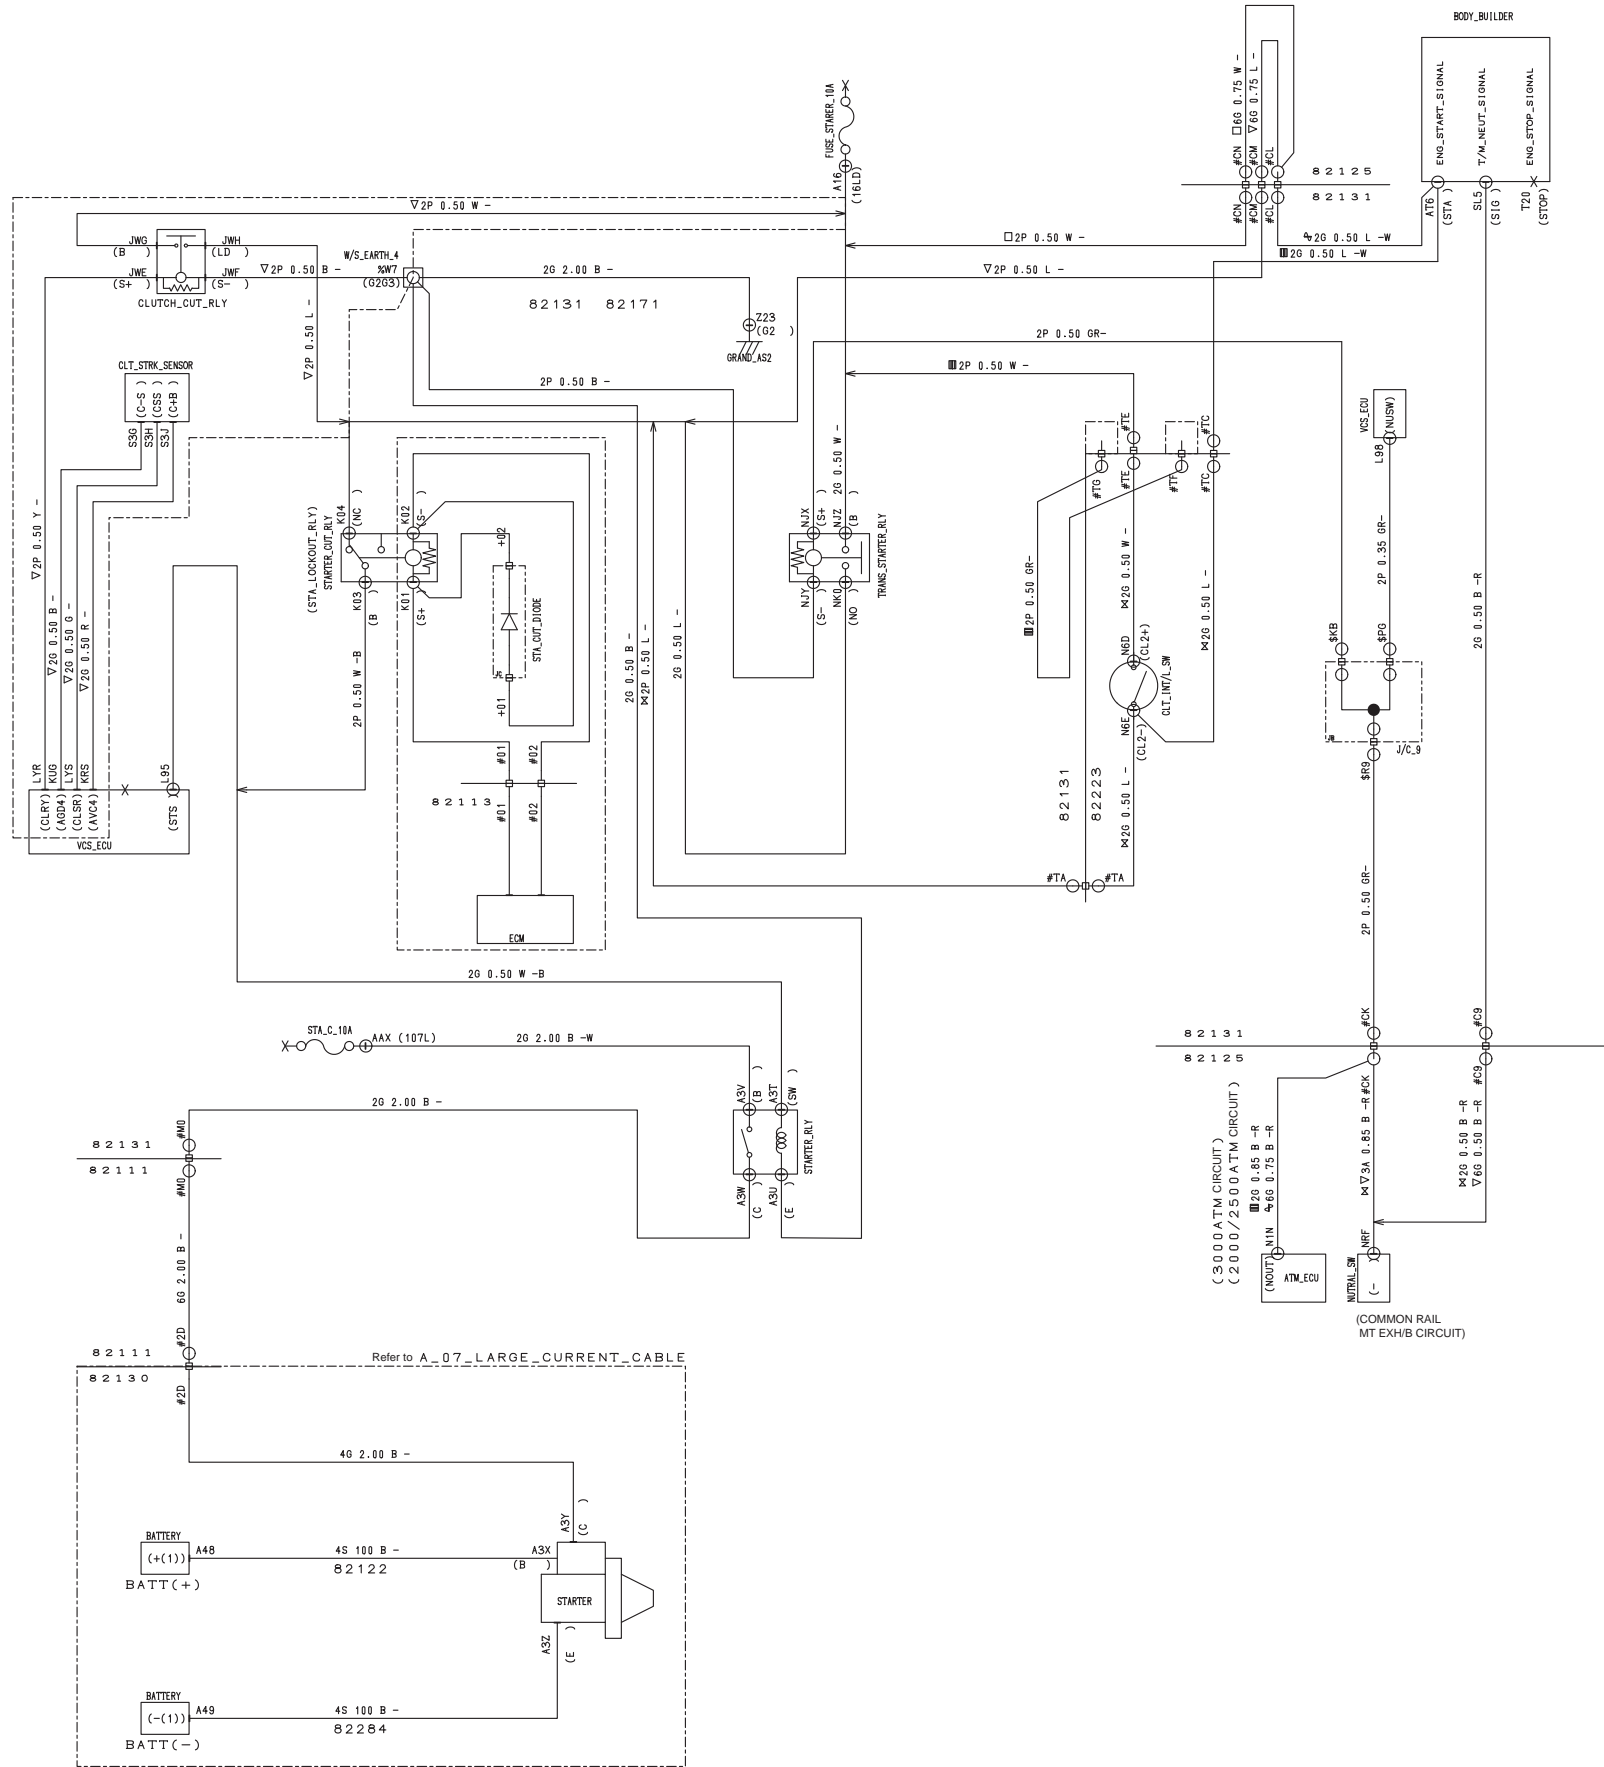 BODY_BUILDER
ENG_START_SIGNAL
T/M_NEUT_SIGNAL
ENG_STOP_SIGNAL
AT6
(STA )
SL5
(SIG )
T20
(STOP)
□6G 0.75 W -
▽6G 0.75 L -
#CN
#CM
#CL
82125
82131
#CN
#CM
#CL
FUSE_STARER_10A
A16
(16LD)
▽2P 0.50 W -
□2P 0.50 W -
2G 0.50 L -W
2G 0.50 L -W
JWG
(B )
JWH
(LD )
JWE
(S+ )
JWF
(S- )
CLUTCH_CUT_RLY
▽2P 0.50 B -
W/S_EARTH_4
%W7
(G2G3)
2G 2.00 B -
82131 82171
▽2P 0.50 L -
Z23
(G2 )
GRAND_AS2
▽2P 0.50 L -
2P 0.50 GR-
2P 0.50 W -
2P 0.50 B -
CLT_STRK_SENSOR
(C-S )
(CSS )
(C+B )
S3G
S3H
S3J
VCS_ECU
(NUSW)
L98
#TE
#TC
#TG
#TE
#TF
#TC
▽2P 0.50 Y -
▽2G 0.50 B -
▽2G 0.50 G -
▽2G 0.50 R -
(STA_LOCKOUT_RLY)
STARTER_CUT_RLY
K04
(NC )
K02
(S- )
K03
(B )
K01
(S+ )
+02
STA_CUT_DIODE
+01
2G 0.50 W -
NJX
(S+ )
NJZ
(B )
NJY
(S- )
NK0
(NO )
TRANS_STARTER_RLY
2P 0.50 GR-
⋈2G 0.50 W -
⋈2G 0.50 L -
2P 0.35 GR-
2G 0.50 B -R
N6D
(CL2+)
CLT_INT/L_SW
N6E
(CL2-)
$KB
$PG
J/C_9
$R9
2P 0.50 W -B
2G 0.50 B -
⋈2P 0.50 L -
2G 0.50 L -
LYR
KUG
LYS
KRS
L95
(CLRY)
(AGD4)
(CLSR)
(AVC4)
(STS )
VCS_ECU
#01
#02
82113
#01
#02
ECM
82131
82223
⋈2G 0.50 L -
#TA
#TA
2P 0.50 GR-
2G 0.50 W -B
STA_C_10A
AAX (107L)
2G 2.00 B -W
2G 2.00 B -
A3V
(B )
A3T
(SW )
STARTER_RLY
A3W
(C )
A3U
(E )
82131
#M0
82111
#M0
6G 2.00 B -
#CK
#C9
82131
82125
#CK
#C9
(3000ATM CIRCUIT)
(2000/2500ATM CIRCUIT)
2G 0.85 B -R
6G 0.75 B -R
⋈▽3A 0.85 B -R
⋈2G 0.50 B -R
▽6G 0.50 B -R
N1N
(NOUT)
ATM_ECU
NRF
NUTRAL_SW
(-
(COMMON RAIL
MT EXH/B CIRCUIT)
82111
#2D
82130
#2D
Refer to A_07_LARGE_CURRENT_CABLE
4G 2.00 B -
A3Y
(C )
BATTERY
(+(1))
A48
BATT(+)
4S 100 B -
82122
A3X
(B )
STARTER
A3Z
(E )
BATTERY
(-(1))
A49
BATT(-)
4S 100 B -
82284